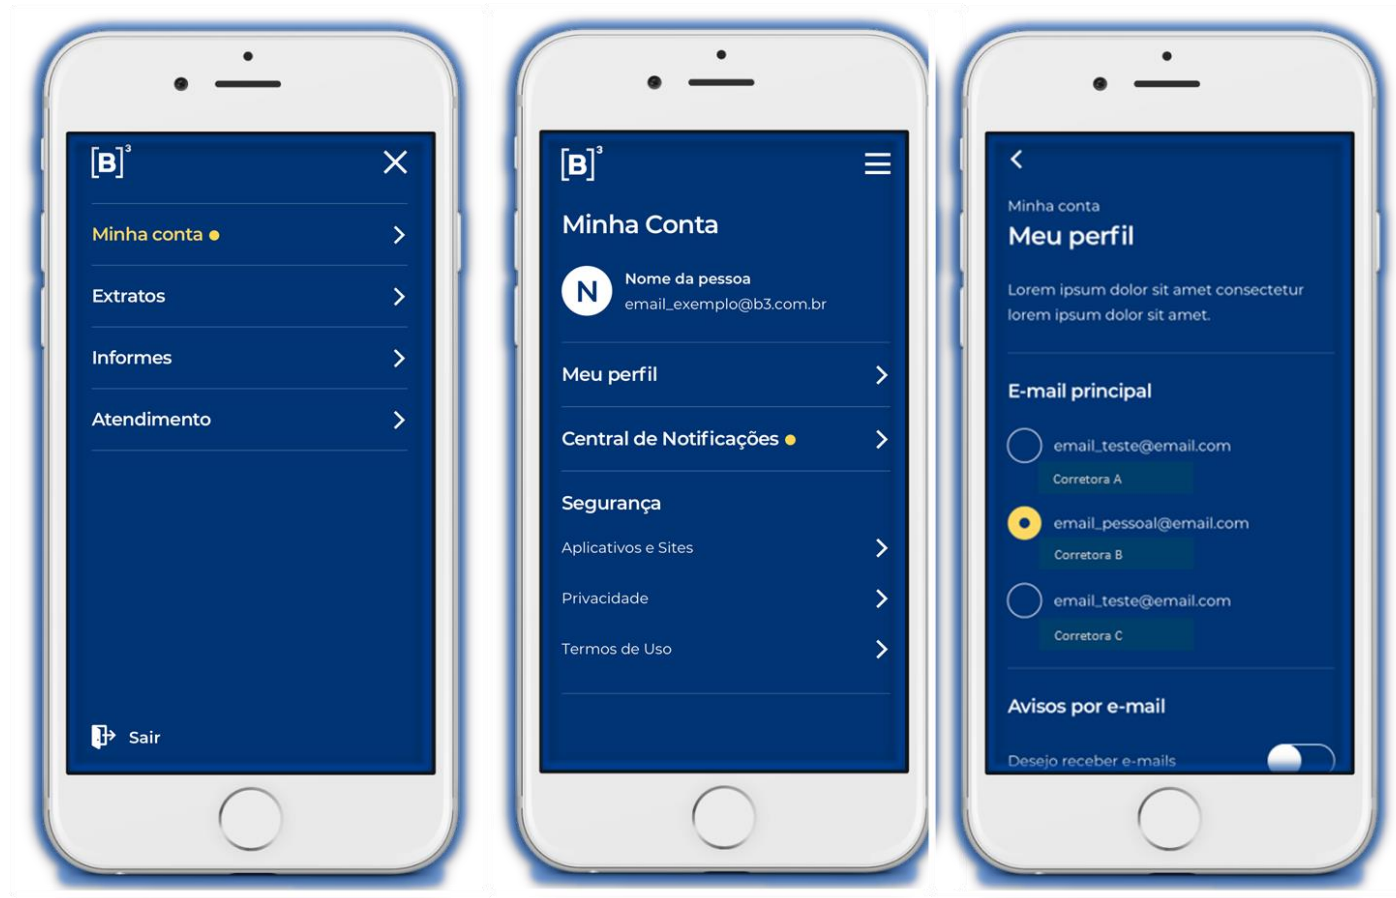 [B]³
Minha conta
Extratos
Informes
Atendimento
Sair
[B]³
Minha Conta
N
Nome da pessoa
email_exemplo@b3.com.br
Meu perfil
Central de Notificações
Segurança
Aplicativos e Sites
Privacidade
Termos de Uso
Minha conta
Meu perfil
Lorem ipsum dolor sit amet consectetur
lorem ipsum dolor sit amet.
E-mail principal
email_teste@email.com
Corretora A
email_pessoal@email.com
Corretora B
email_teste@email.com
Corretora C
Avisos por e-mail
Desejo receber e-mails